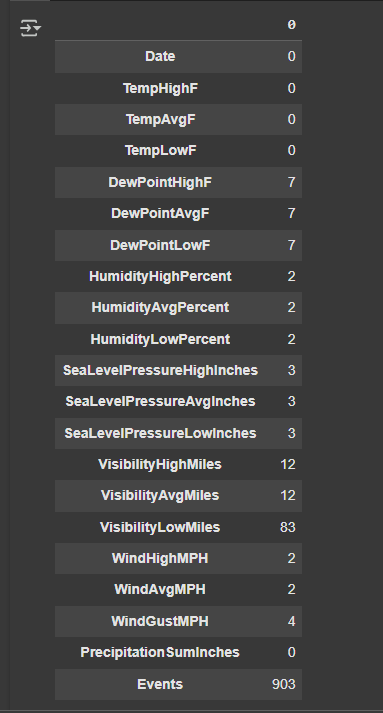 0
Date 0
TempHighF 0
TempAvgF 0
TempLowF 0
DewPointHighF 7
DewPointAvgF 7
DewPointLowF 7
HumidityHighPercent 2
HumidityAvgPercent 2
HumidityLowPercent 2
SeaLevelPressureHighInches 3
SeaLevelPressureAvgInches 3
SeaLevelPressureLowInches 3
VisibilityHighMiles 12
VisibilityAvgMiles 12
VisibilityLowMiles 83
WindHighMPH 2
WindAvgMPH 2
WindGustMPH 4
PrecipitationSumInches 0
Events 903